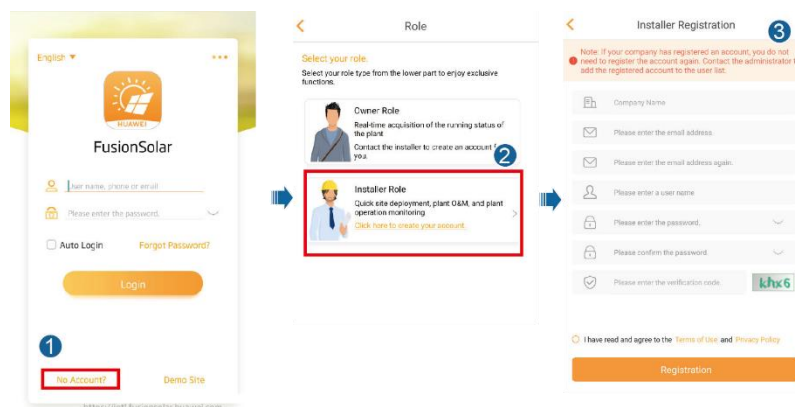 English ▼
HUAWEI
FusionSolar
User name, phone or email
Please enter the password.
Auto Login Forgot Password?
Login
1
No Account? Demo Site
Role
Select your role.
Select your role type from the lower part to enjoy exclusive
functions.
Owner Role
Real-time acquisition of the running status of
the plant
Contact the installer to create an account
you.
2
Installer Role
Quick site deployment, plant O&M, and plant
operation monitoring
Click here to create your account.
Installer Registration
3
Note: If your company has registered an account, you do not
need to register the account again. Contact the administrator
add the registered account to the user list.
Company Name
Please enter the email address.
Please enter the email address again.
Please enter a user name
Please enter the password.
Please confirm the password
Please enter the verification code.
khx6
I have read and agree to the Terms of Use and Privacy Policy
Registration